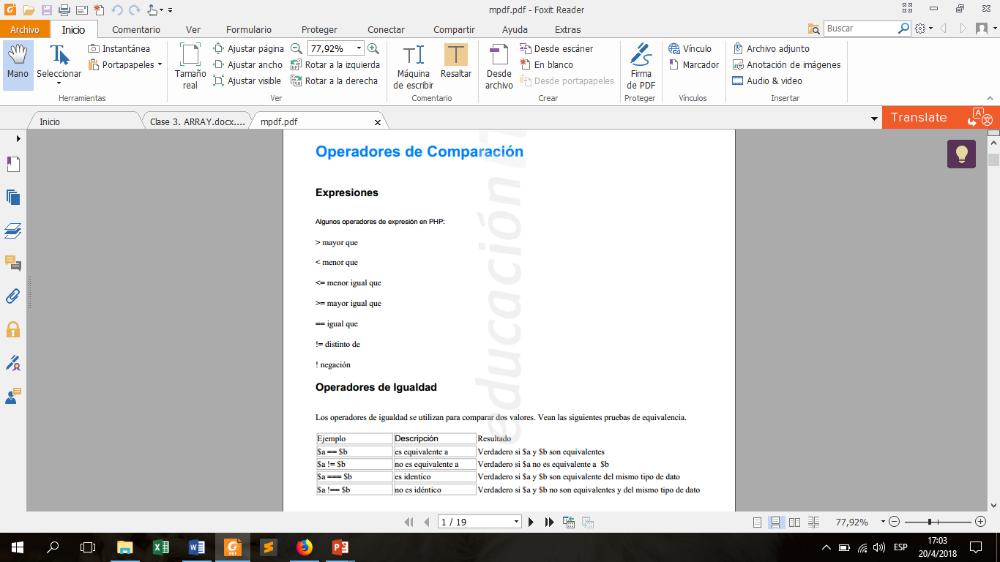 mpdf.pdf - Foxit Reader
Archivo Inicio Comentario Ver Formulario Proteger Conectar Compartir Ayuda Extras Buscar
Mano
Seleccionar
Instantánea
Portapapeles
Herramientas
Tamaño real
Ajustar página
Ajustar ancho
Ajustar visible
77,92%
Rotar a la izquierda
Rotar a la derecha
Ver
Máquina de escribir
Resaltar
Comentario
Desde archivo
Desde escáner
En blanco
Desde portapapeles
Crear
Firma de PDF
Proteger
Vínculo
Marcador
Vínculos
Archivo adjunto
Anotación de imágenes
Audio & video
Insertar
Inicio Clase 3. ARRAY.docx.... mpdf.pdf Translate
Operadores de Comparación
Expresiones
Algunos operadores de expresión en PHP:
> mayor que
< menor que
<= menor igual que
>= mayor igual que
== igual que
!= distinto de
! negación
Operadores de Igualdad
Los operadores de igualdad se utilizan para comparar dos valores. Vean las siguientes pruebas de equivalencia.
Ejemplo Descripción Resultado
$a == $b es equivalente a Verdadero si $a y $b son equivalentes
$a != $b no es equivalente a Verdadero si $a no es equivalente a $b
$a === $b es identico Verdadero si $a y $b son equivalente del mismo tipo de dato
$a !== $b no es idéntico Verdadero si $a y $b no son equivalentes y del mismo tipo de dato
educación
1 / 19
77,92%
ESP
17:03
20/4/2018